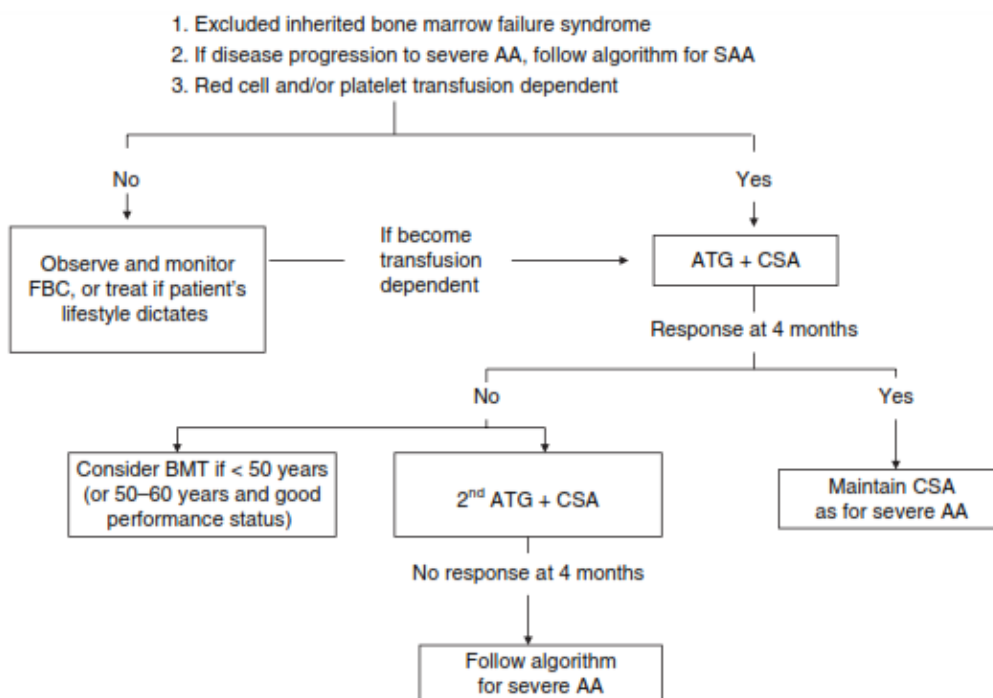 1. Excluded inherited bone marrow failure syndrome
2. If disease progression to severe AA, follow algorithm for SAA
3. Red cell and/or platelet transfusion dependent
No
Yes
Observe and monitor
FBC, or treat if patient's
lifestyle dictates
If become
transfusion
dependent
ATG + CSA
Response at 4 months
No
Yes
Consider BMT if < 50 years
(or 50–60 years and good
performance status)
2nd ATG + CSA
Maintain CSA
as for severe AA
No response at 4 months
Follow algorithm
for severe AA